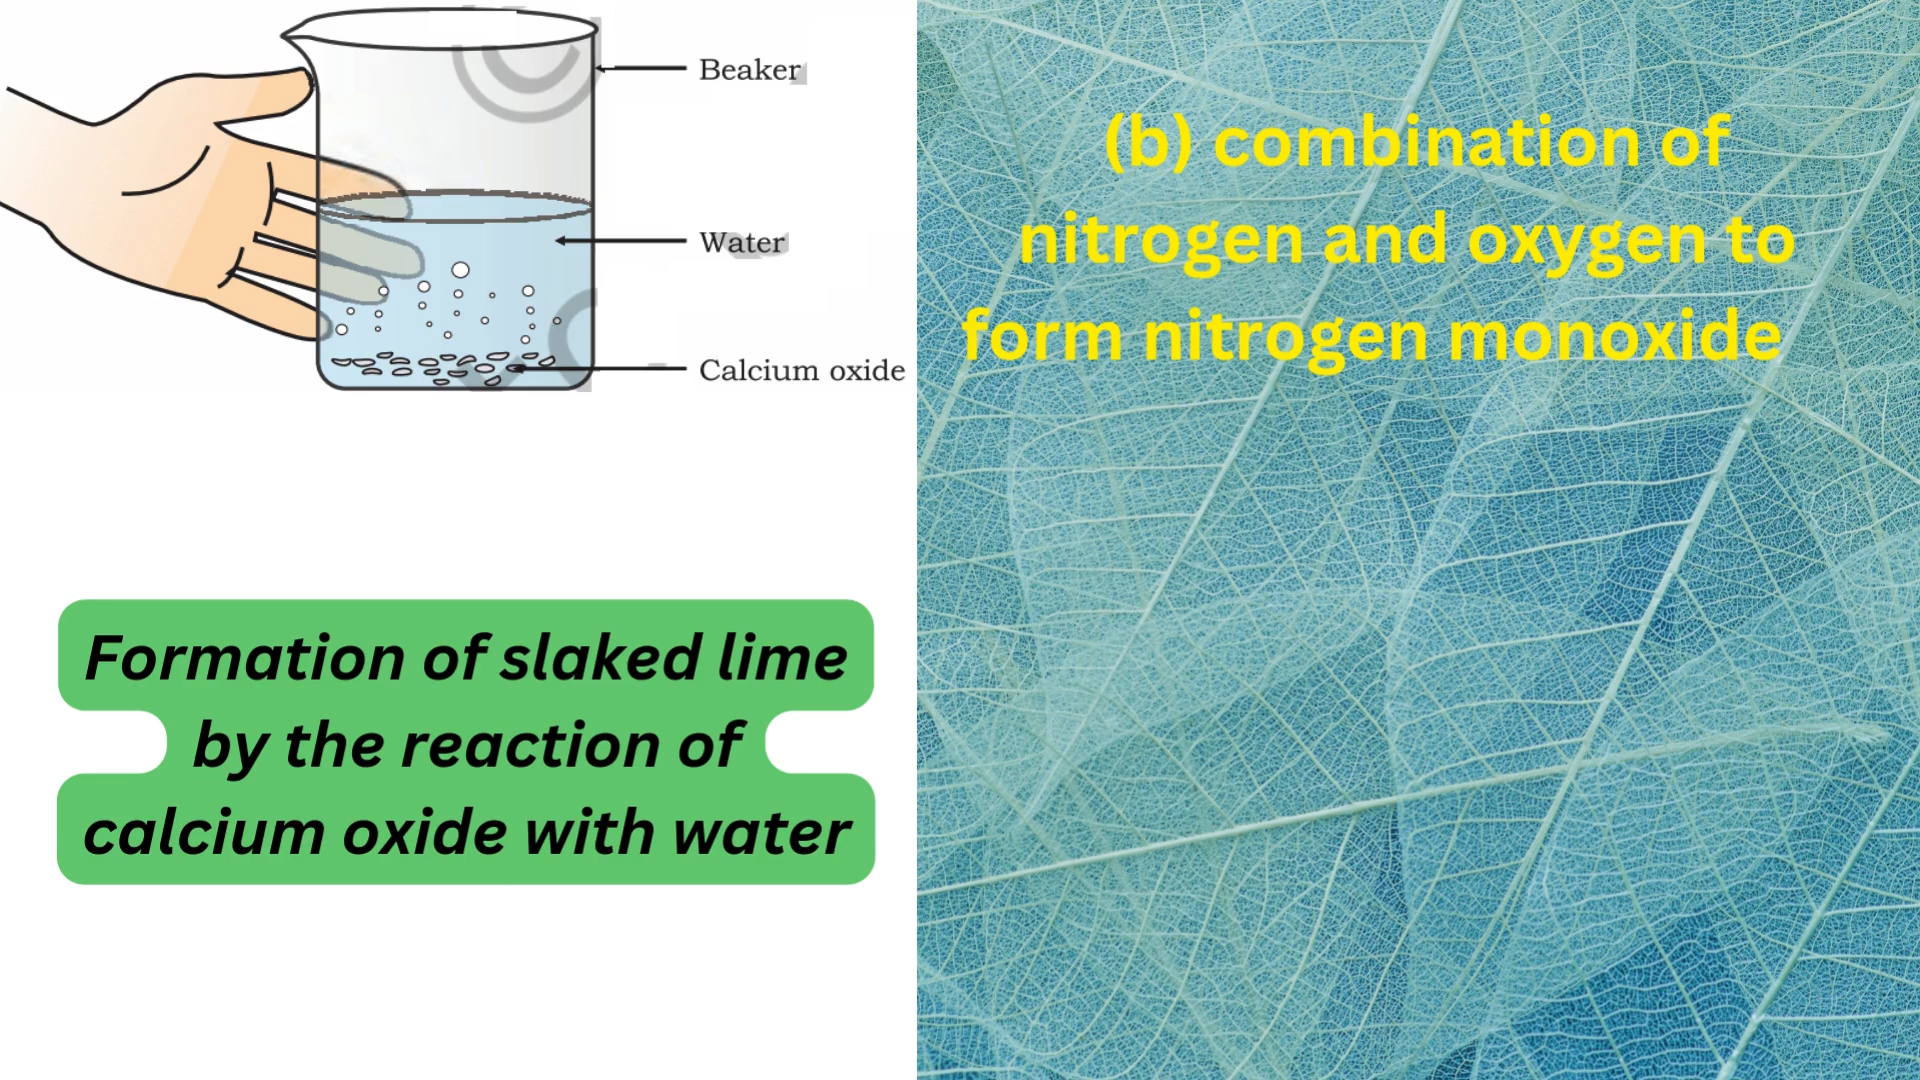 Beaker
Water
Calcium oxide
Formation of slaked lime
by the reaction of
calcium oxide with water
(b) combination of
nitrogen and oxygen to
form nitrogen monoxide